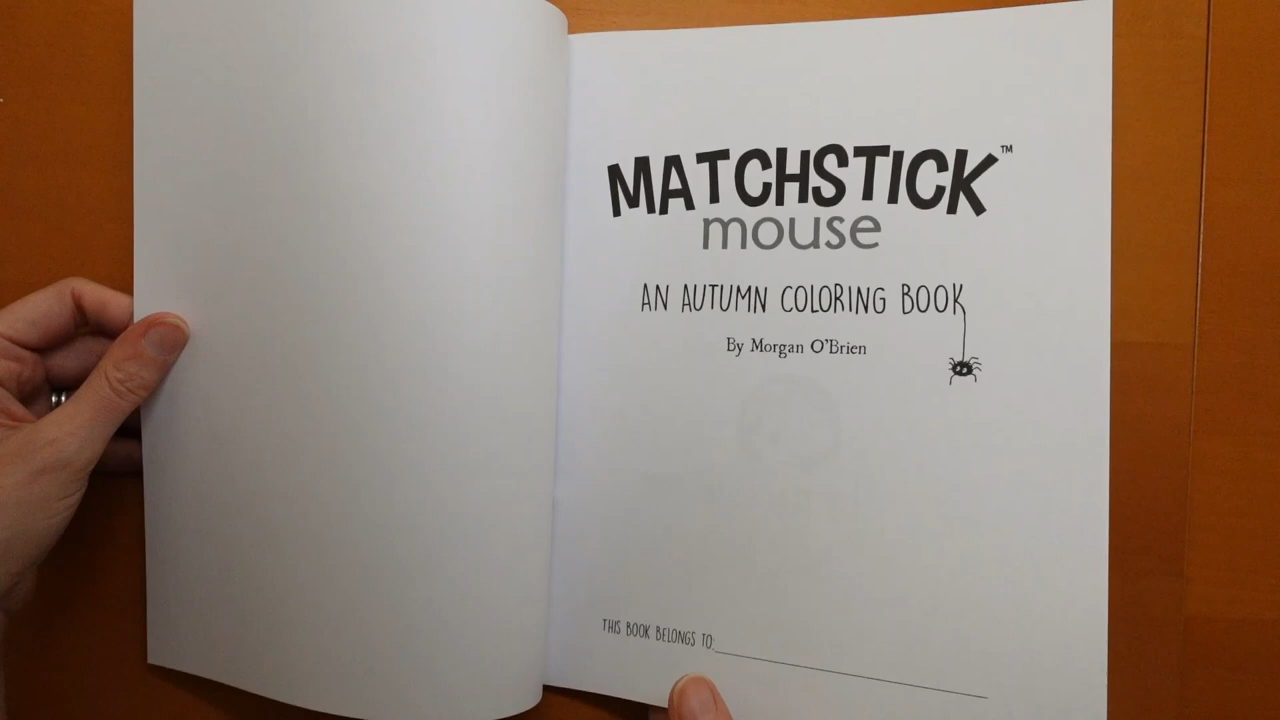 MATCHSTICK™
mouse
AN AUTUMN COLORING BOOK
By Morgan O'Brien
THIS BOOK BELONGS TO: